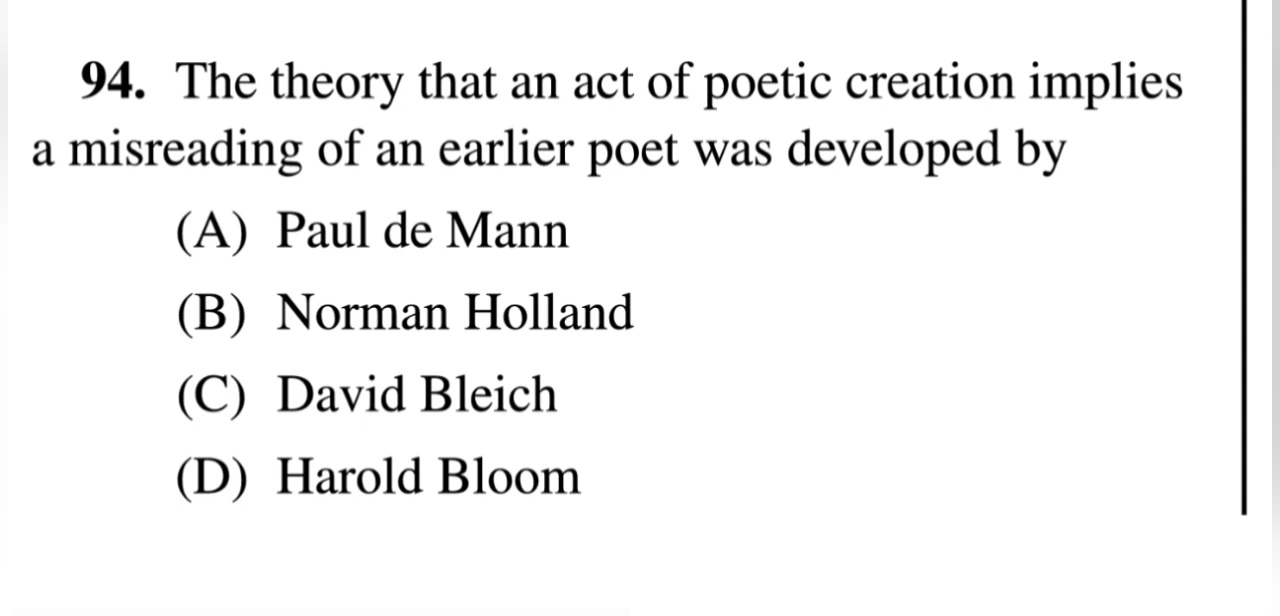 94. The theory that an act of poetic creation implies
a misreading of an earlier poet was developed by
(A) Paul de Mann
(B) Norman Holland
(C) David Bleich
(D) Harold Bloom